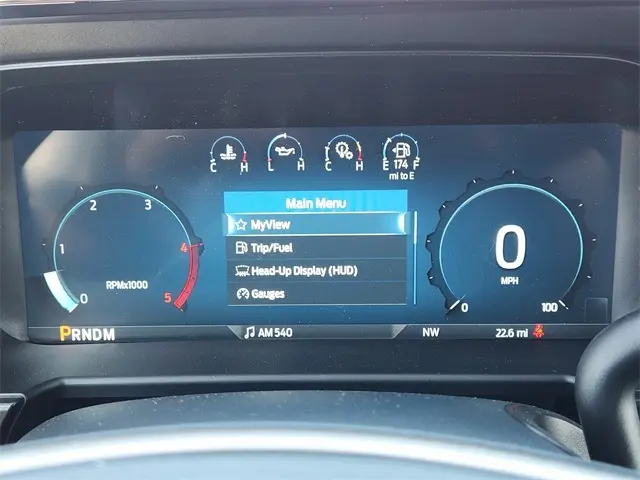 C H L H C H E 174 F
mi to E
Main Menu
MyView
Trip/Fuel
Head-Up Display (HUD)
Gauges
0 1 2 3 4 5
RPMx1000
0
MPH
0 100
PRNDM AM 540 NW 22.6 mi